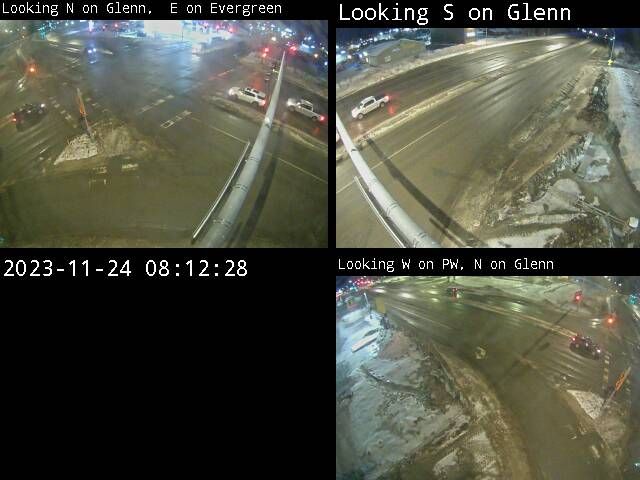 Looking N on Glenn,  E on Evergreen
Looking S on Glenn
2023-11-24 08:12:28
Looking W on PW, N on Glenn